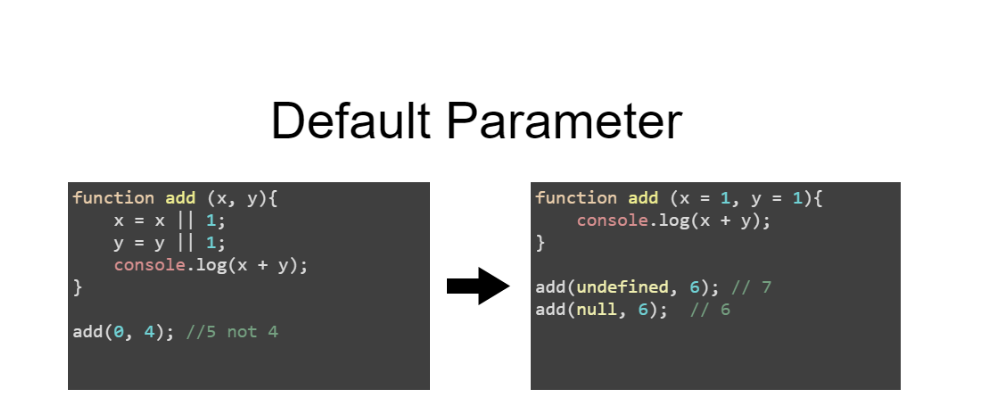 Default Parameter
function add (x, y){
    x = x || 1;
    y = y || 1;
    console.log(x + y);
}
add(0, 4); //5 not 4
function add (x = 1, y = 1){
    console.log(x + y);
}
add(undefined, 6); // 7
add(null, 6);  // 6